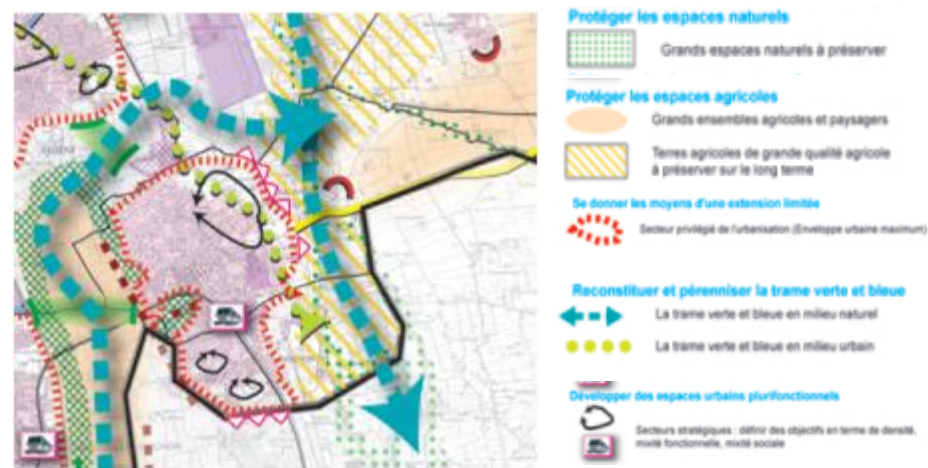 Protéger les espaces naturels
Grands espaces naturels à préserver
Protéger les espaces agricoles
Grands ensembles agricoles et paysagers
Terres agricoles de grande qualité agricole
à préserver sur le long terme
Se donner les moyens d'une extension limitée
Secteur privilégié de l'urbanisation (Enveloppe urbaine maximum)
Reconstituer et pérenniser la trame verte et bleue
La trame verte et bleue en milieu naturel
La trame verte et bleue en milieu urbain
Développer des espaces urbains plurifonctionnels
Secteurs stratégiques : définir des objectifs en terme de densité,
mixité fonctionnelle, mixité sociale